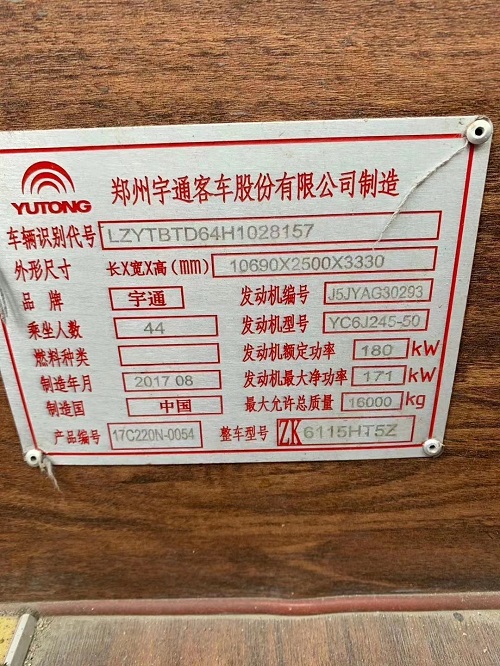 YUTONG
郑州宇通客车股份有限公司制造
车辆识别代号 LZYTBTD64H1028157
外形尺寸 长X宽X高(mm) 10690X2500X3330
品牌 宇通 发动机编号 J5JYAG30293
乘坐人数 44 发动机型号 YC6J245-50
燃料种类 发动机额定功率 180 kW
制造年月 2017 08 发动机最大净功率 171 kW
制造国 中国 最大允许总质量 16000 kg
产品编号 17C220N-0054 整车型号 ZK 6115HT5Z